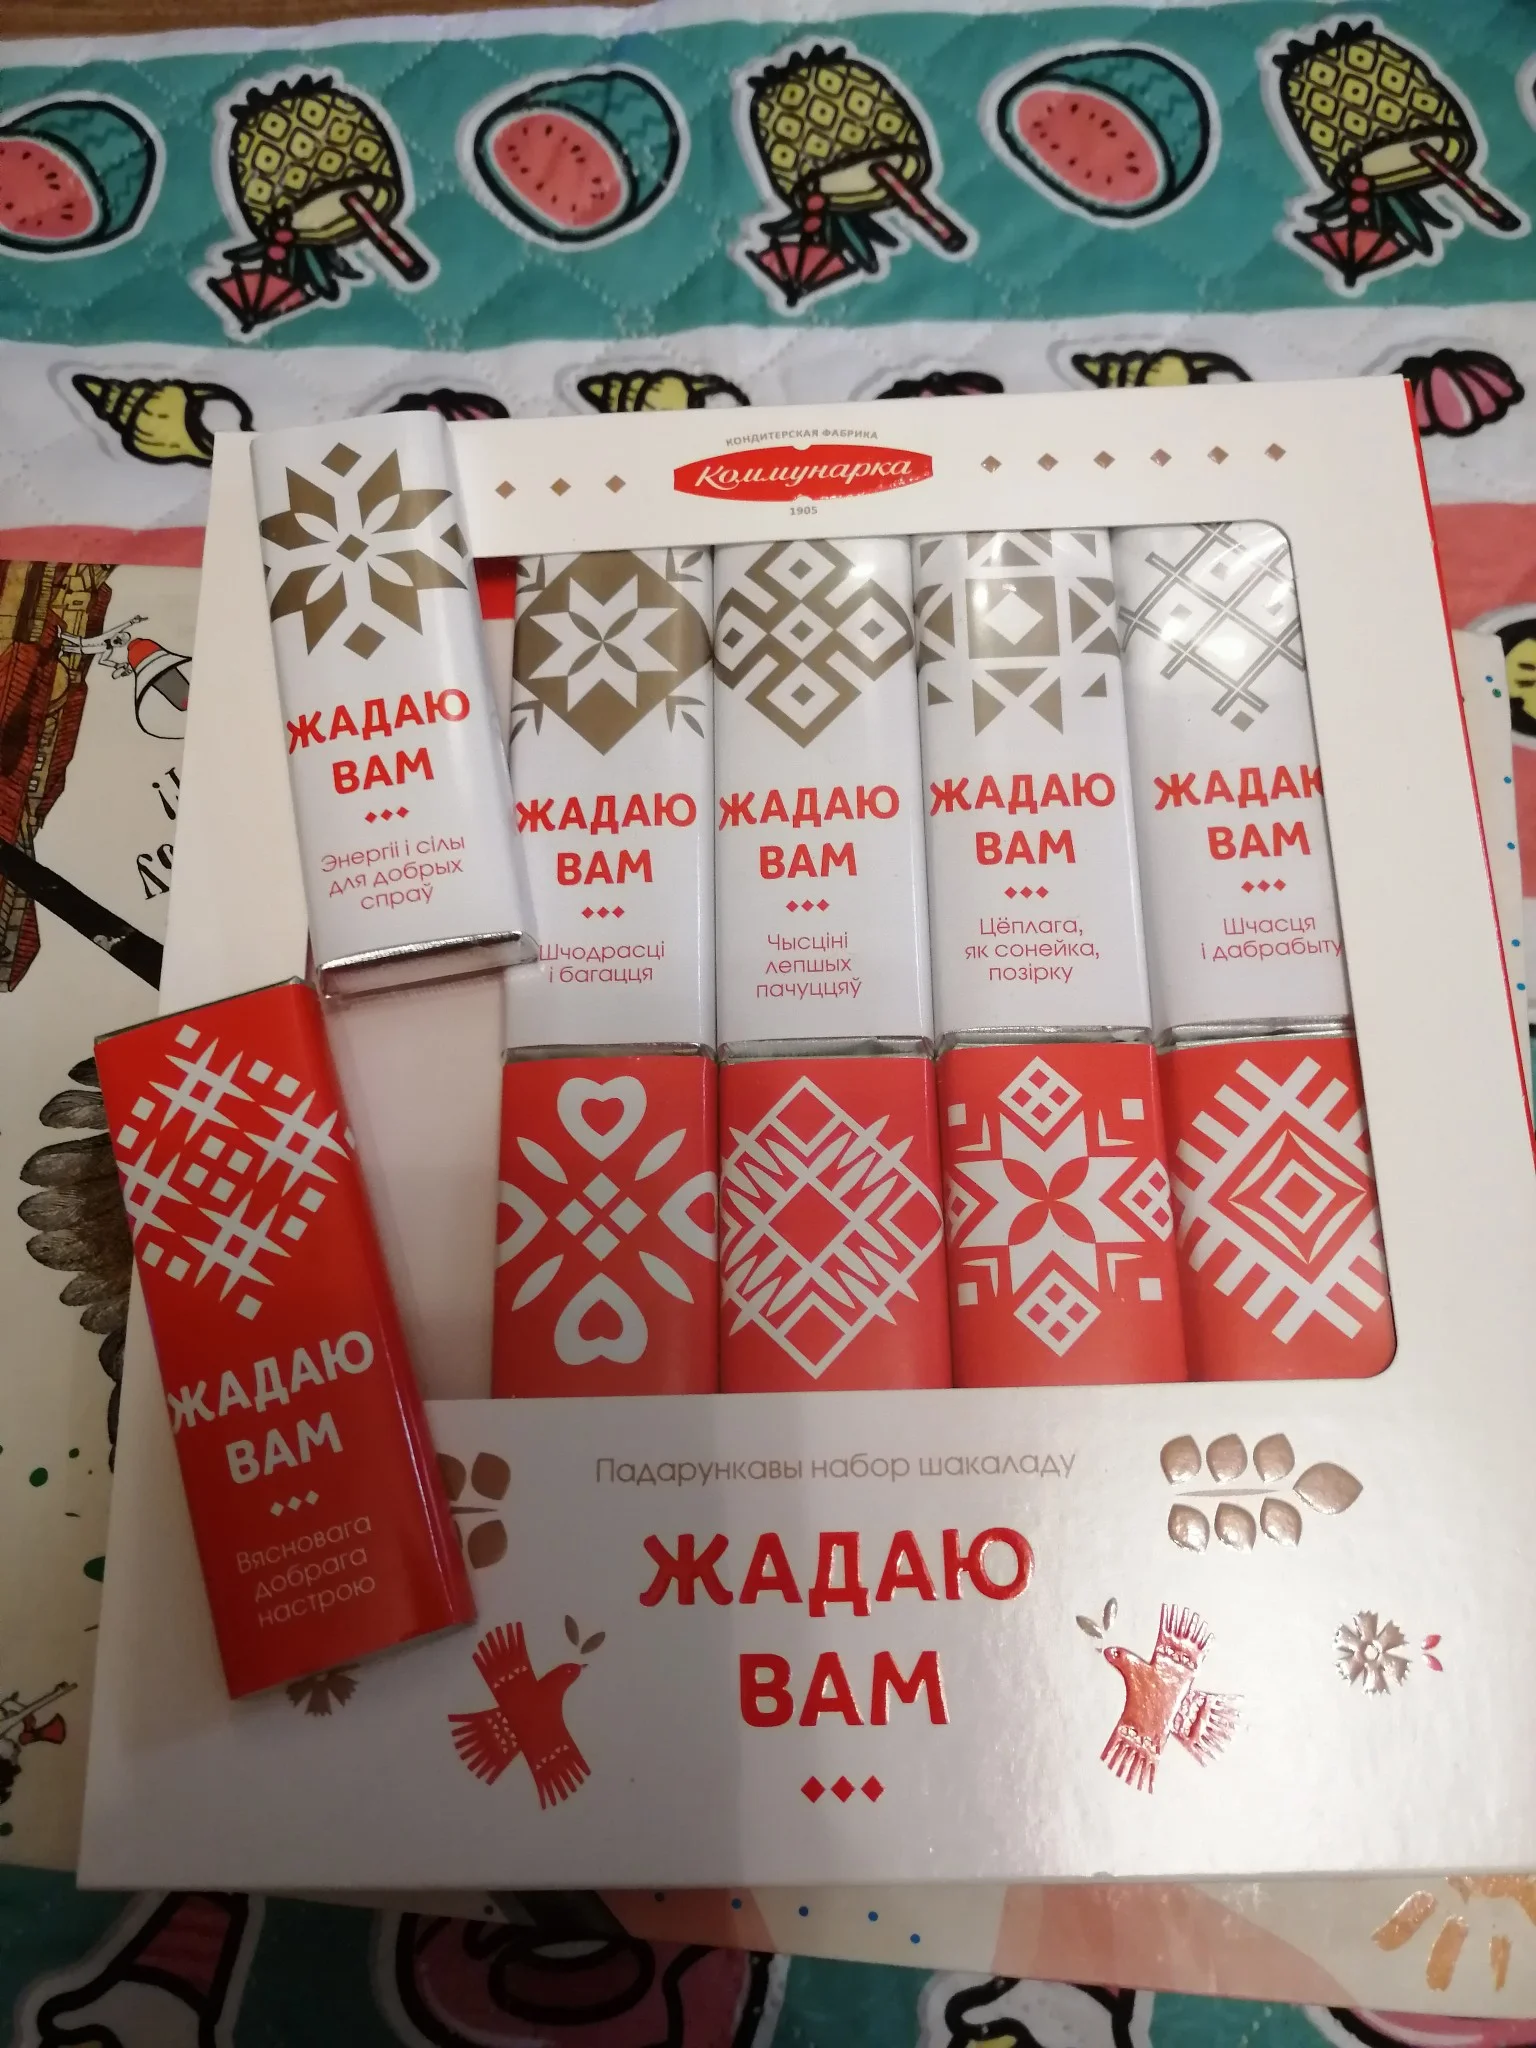 КОНДИТЕРСКАЯ ФАБРИКА
Коммунарка
1905
ЖАДАЮ
ВАМ
Энергіі і сілы
для добрых
спраў
ЖАДАЮ
ВАМ
Шчодрасці
і багацця
ЖАДАЮ
ВАМ
Чысціні
лепшых
пачуццяў
ЖАДАЮ
ВАМ
Цёплага,
як сонейка,
позірку
ЖАДАЮ
ВАМ
Шчасця
і дабрабыту
ЖАДАЮ
ВАМ
Вясновага
добрага
настрою
Падарункавы набор шакаладу
ЖАДАЮ
ВАМ